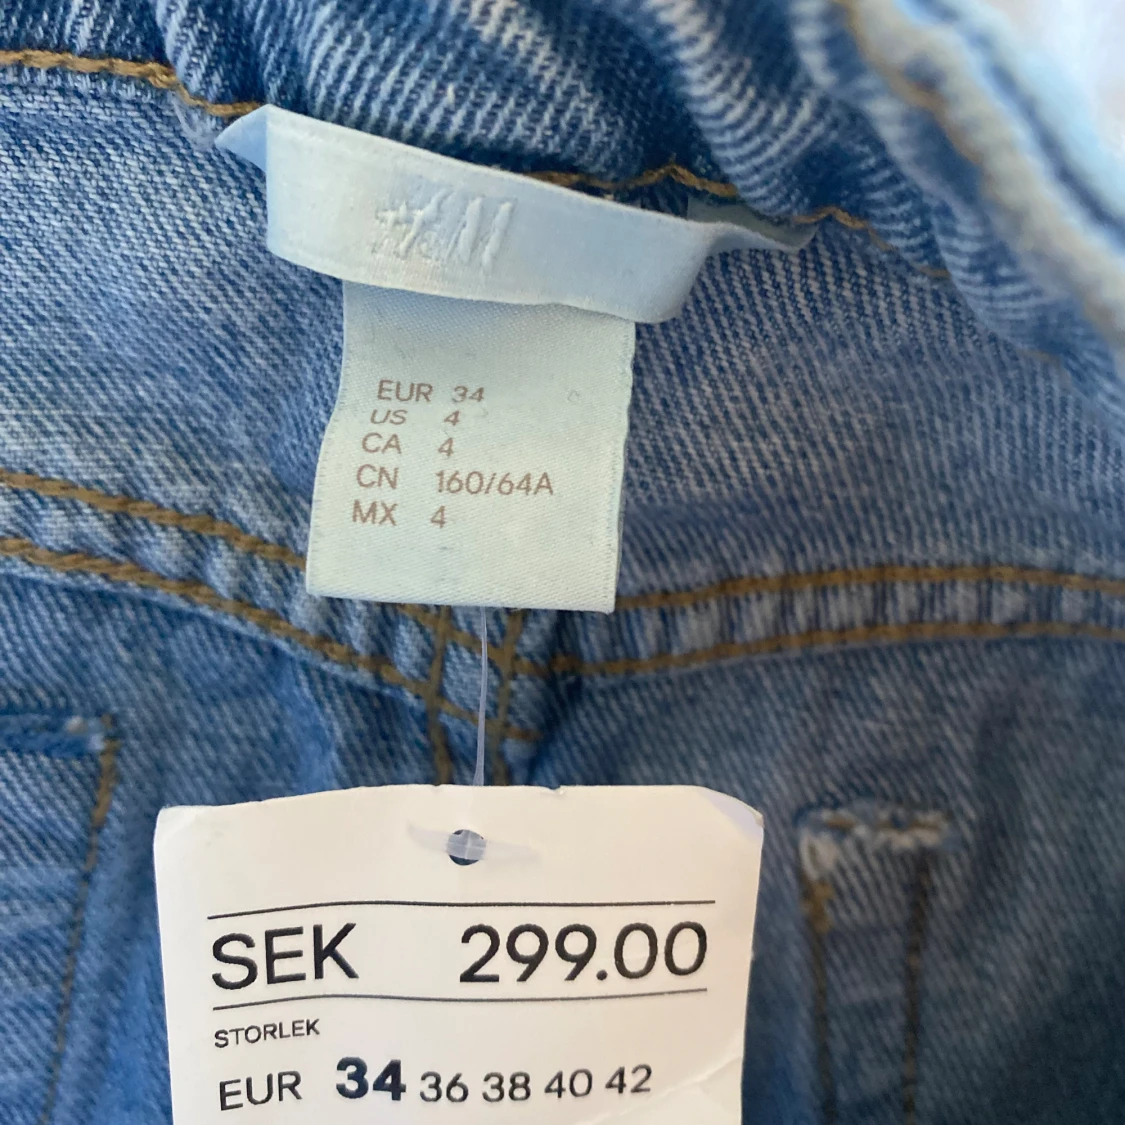 H&M
EUR 34
US 4
CA 4
CN 160/64A
MX 4
SEK 299.00
STORLEK
EUR 34 36 38 40 42